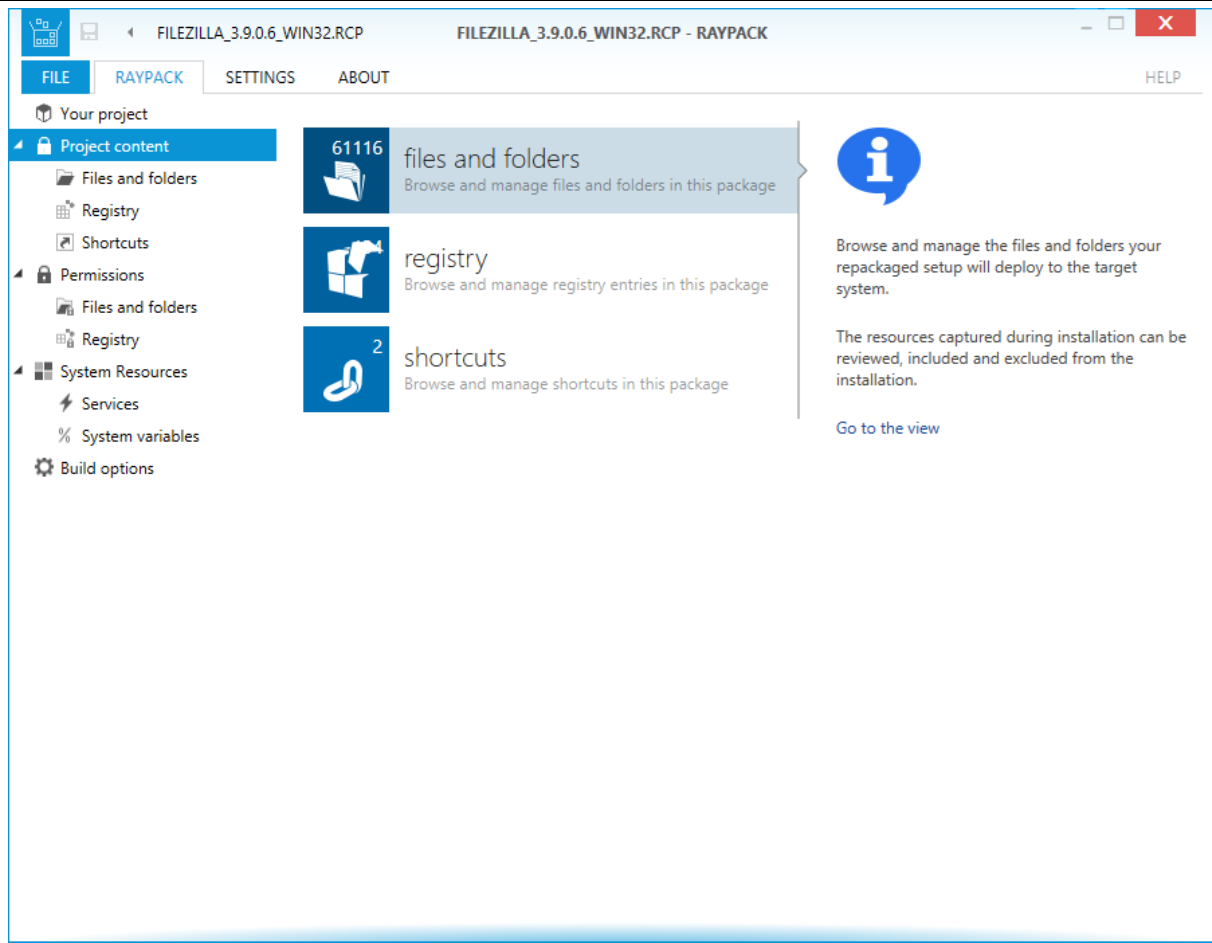 FILEZILLA_3.9.0.6_WIN32.RCP
FILEZILLA_3.9.0.6_WIN32.RCP - RAYPACK
FILE
RAYPACK
SETTINGS
ABOUT
HELP
Your project
Project content
Files and folders
Registry
Shortcuts
Permissions
Files and folders
Registry
System Resources
Services
System variables
Build options
61116
files and folders
Browse and manage files and folders in this package
registry
Browse and manage registry entries in this package
2
shortcuts
Browse and manage shortcuts in this package
Browse and manage the files and folders your
repackaged setup will deploy to the target
system.
The resources captured during installation can be
reviewed, included and excluded from the
installation.
Go to the view